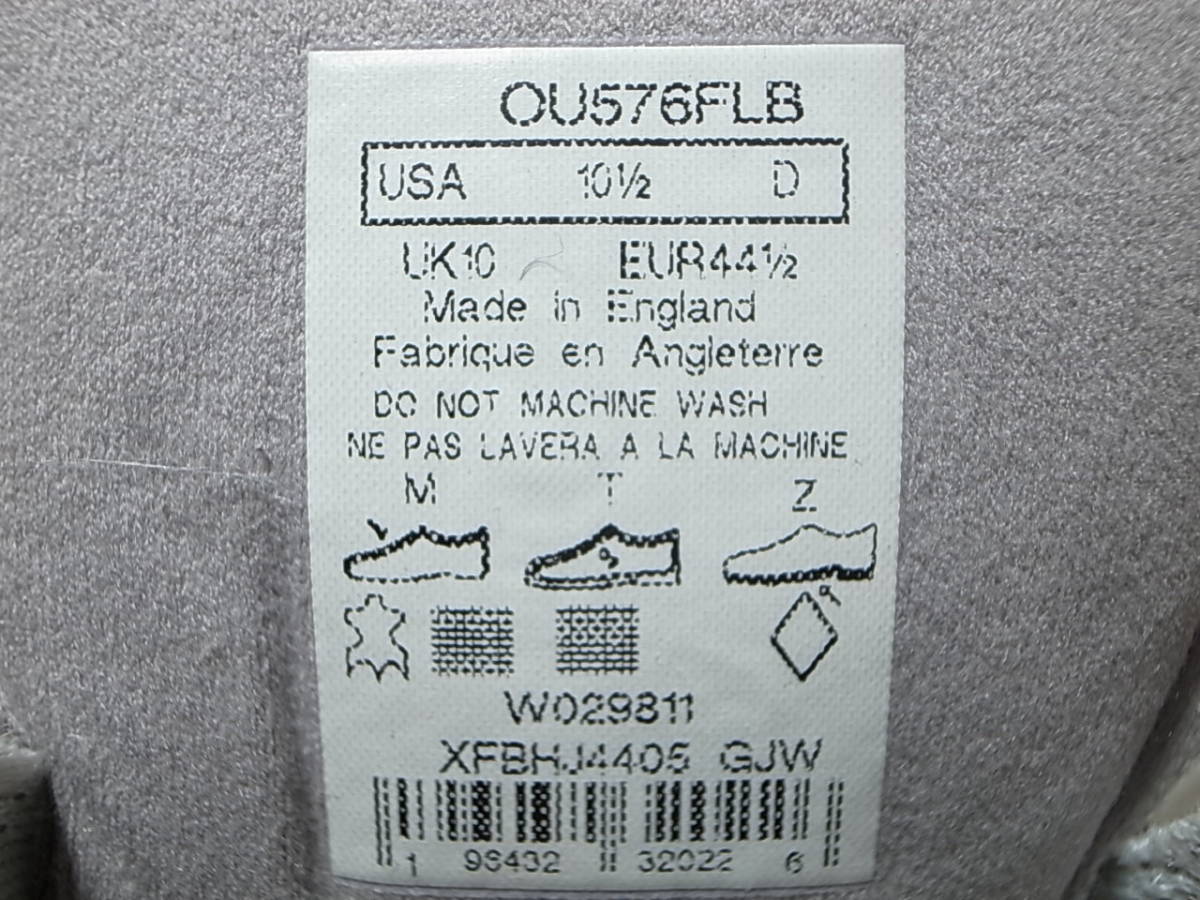 OU576FLB
USA 10½ D
UK10 EUR44½
Made in England
Fabrique en Angleterre
DO NOT MACHINE WASH
NE PAS LAVERA A LA MACHINE
M T Z
W029811
XFBHJ4405 GJW
1 96432 32022 6